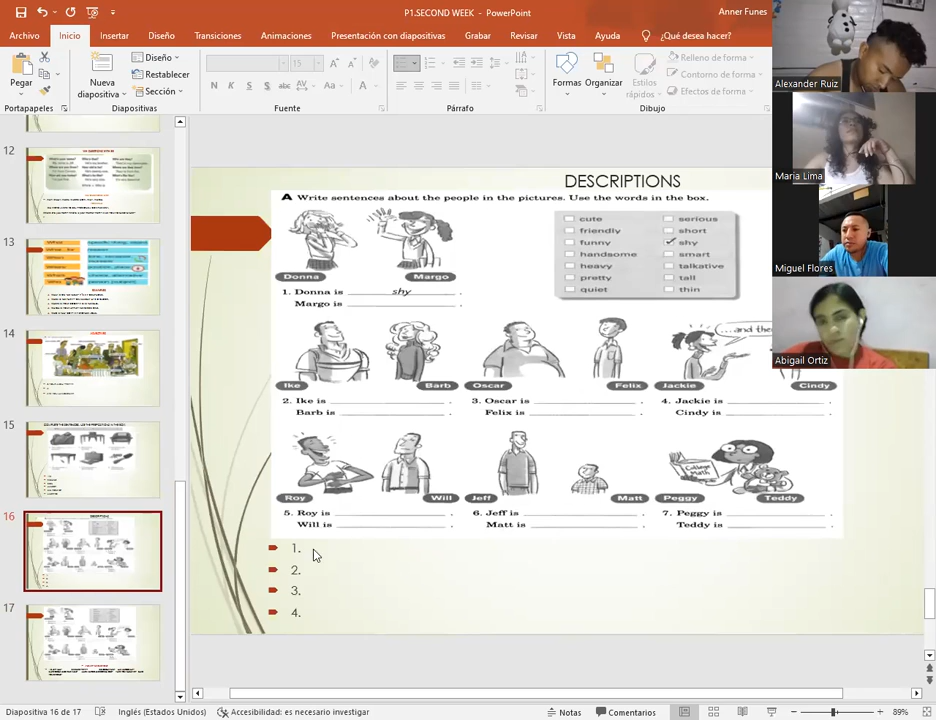 P1.SECOND WEEK - PowerPoint
Anner Funes
Archivo Inicio Insertar Diseño Transiciones Animaciones Presentación con diapositivas Grabar Revisar Vista Ayuda ¿Qué desea hacer?
Pegar
Nueva diapositiva
Diseño
Restablecer
Sección
15
N K S S abc AV Aa A
Formas
Organizar
Estilos rápidos
Relleno de forma
Contorno de forma
Efectos de forma
Portapapeles Diapositivas Fuente Párrafo Dibujo
12
13
14
15
16
17
DESCRIPTIONS
A Write sentences about the people in the pictures. Use the words in the box.
cute serious
friendly short
funny shy
handsome smart
heavy talkative
pretty tall
quiet thin
Donna Margo
1. Donna is shy .
Margo is .
...and the
Ike Barb Oscar Felix Jackie Cindy
2. Ike is . 3. Oscar is . 4. Jackie is .
Barb is . Felix is . Cindy is .
College Math
Roy Will Jeff Matt Peggy Teddy
5. Roy is . 6. Jeff is . 7. Peggy is .
Will is . Matt is . Teddy is .
1.
2.
3.
4.
Alexander Ruiz
Maria Lima
Miguel Flores
Abigail Ortiz
Diapositiva 16 de 17 Inglés (Estados Unidos) Accesibilidad: es necesario investigar Notas Comentarios 89%